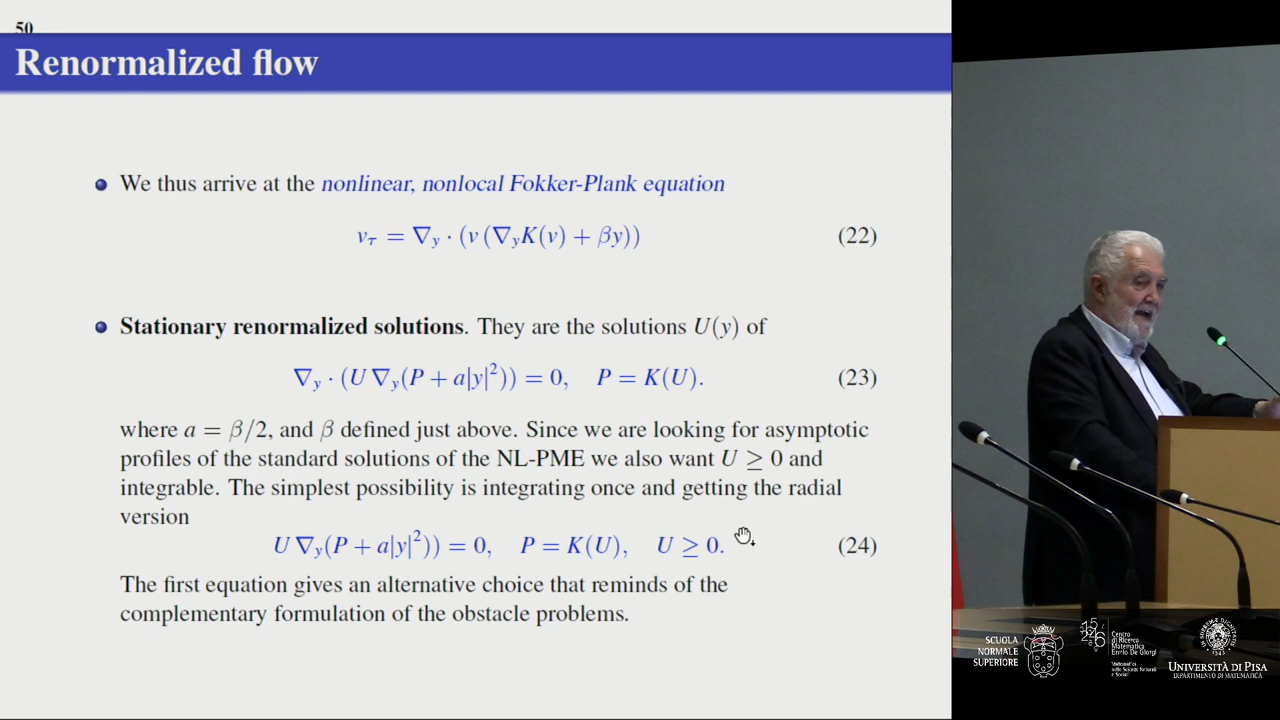 50
Renormalized flow
We thus arrive at the nonlinear, nonlocal Fokker-Plank equation
v_τ = ∇_y · (v (∇_y K(v) + βy)) (22)
Stationary renormalized solutions. They are the solutions U(y) of
∇_y · (U ∇_y(P + a|y|²)) = 0, P = K(U). (23)
where a = β/2, and β defined just above. Since we are looking for asymptotic
profiles of the standard solutions of the NL-PME we also want U ≥ 0 and
integrable. The simplest possibility is integrating once and getting the radial
version
U ∇_y(P + a|y|²)) = 0, P = K(U), U ≥ 0. (24)
The first equation gives an alternative choice that reminds of the
complementary formulation of the obstacle problems.
SCUOLA
NORMALE
SUPERIORE
Centro
di Ricerca
Matematica
Ennio De Giorgi
UNIVERSITÀ DI PISA
DIPARTIMENTO DI MATEMATICA